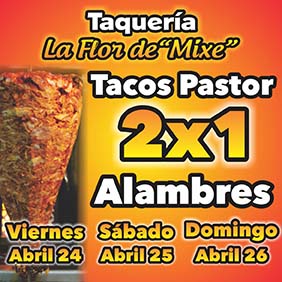 Taquería
La Flor de "Mixe"
Tacos Pastor
2x1
Alambres
Viernes Sábado Domingo
Abril 24 Abril 25 Abril 26